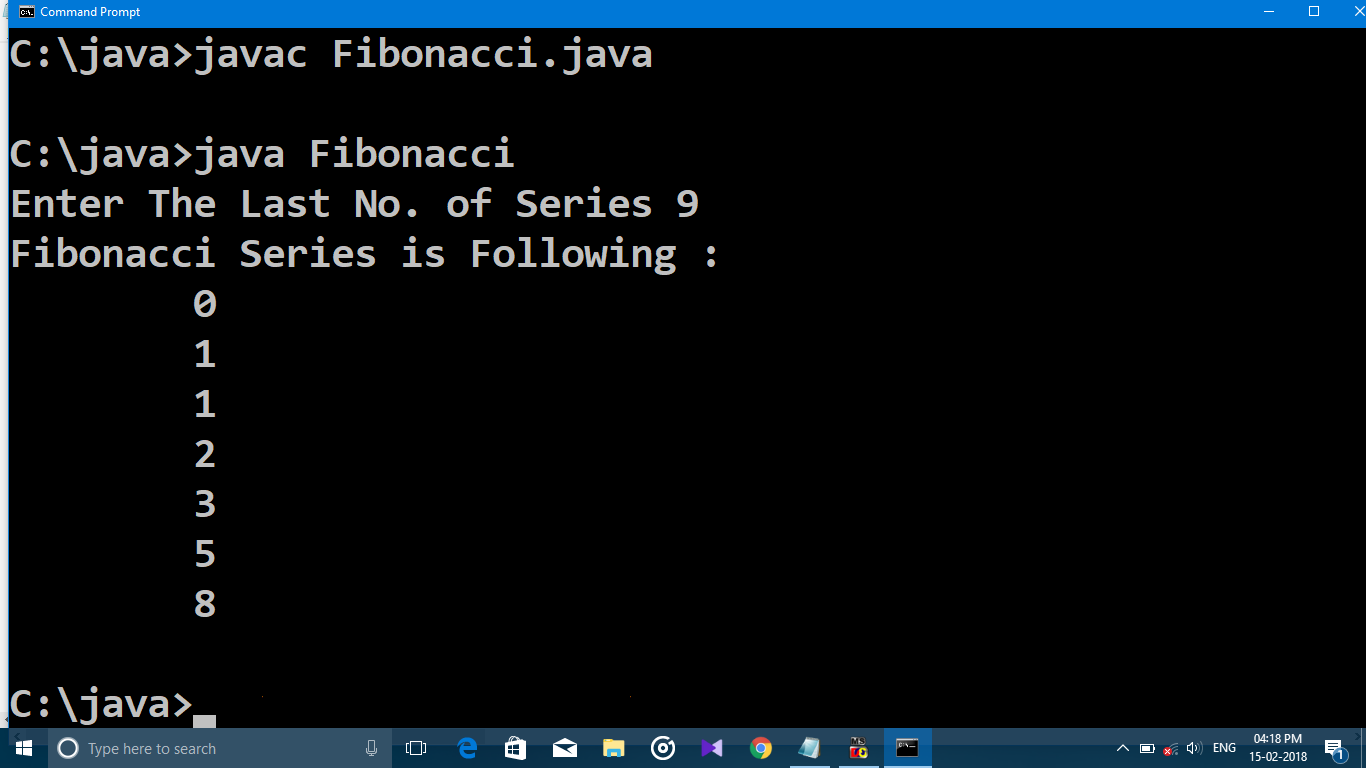 Command Prompt
C:\java>javac Fibonacci.java
C:\java>java Fibonacci
Enter The Last No. of Series 9
Fibonacci Series is Following :
0
1
1
2
3
5
8
C:\java>
Type here to search
ENG
04:18 PM
15-02-2018
1